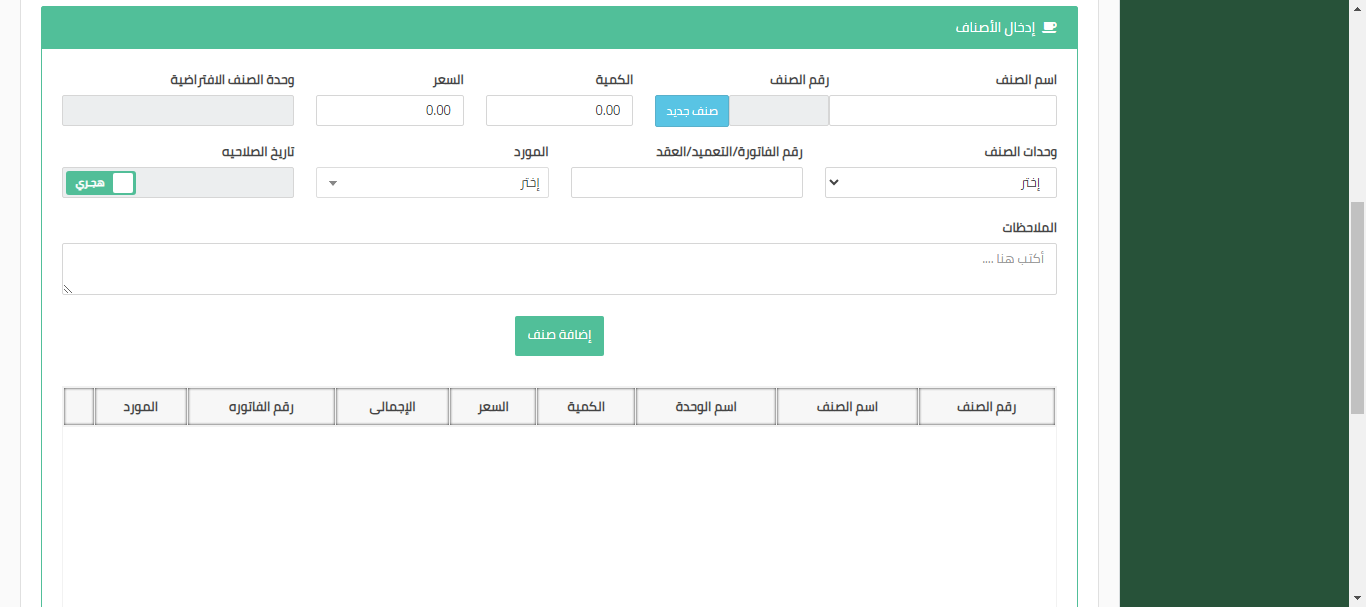 إدخال الأصناف
اسم الصنف رقم الصنف الكمية السعر وحدة الصنف الافتراضية
صنف جديد 0.00 0.00
وحدات الصنف رقم الفاتورة/التعميد/العقد المورد تاريخ الصلاحيه
إختر إختر هجري
الملاحظات
أكتب هنا ....
إضافة صنف
رقم الصنف اسم الصنف اسم الوحدة الكمية السعر الإجمالى رقم الفاتوره المورد